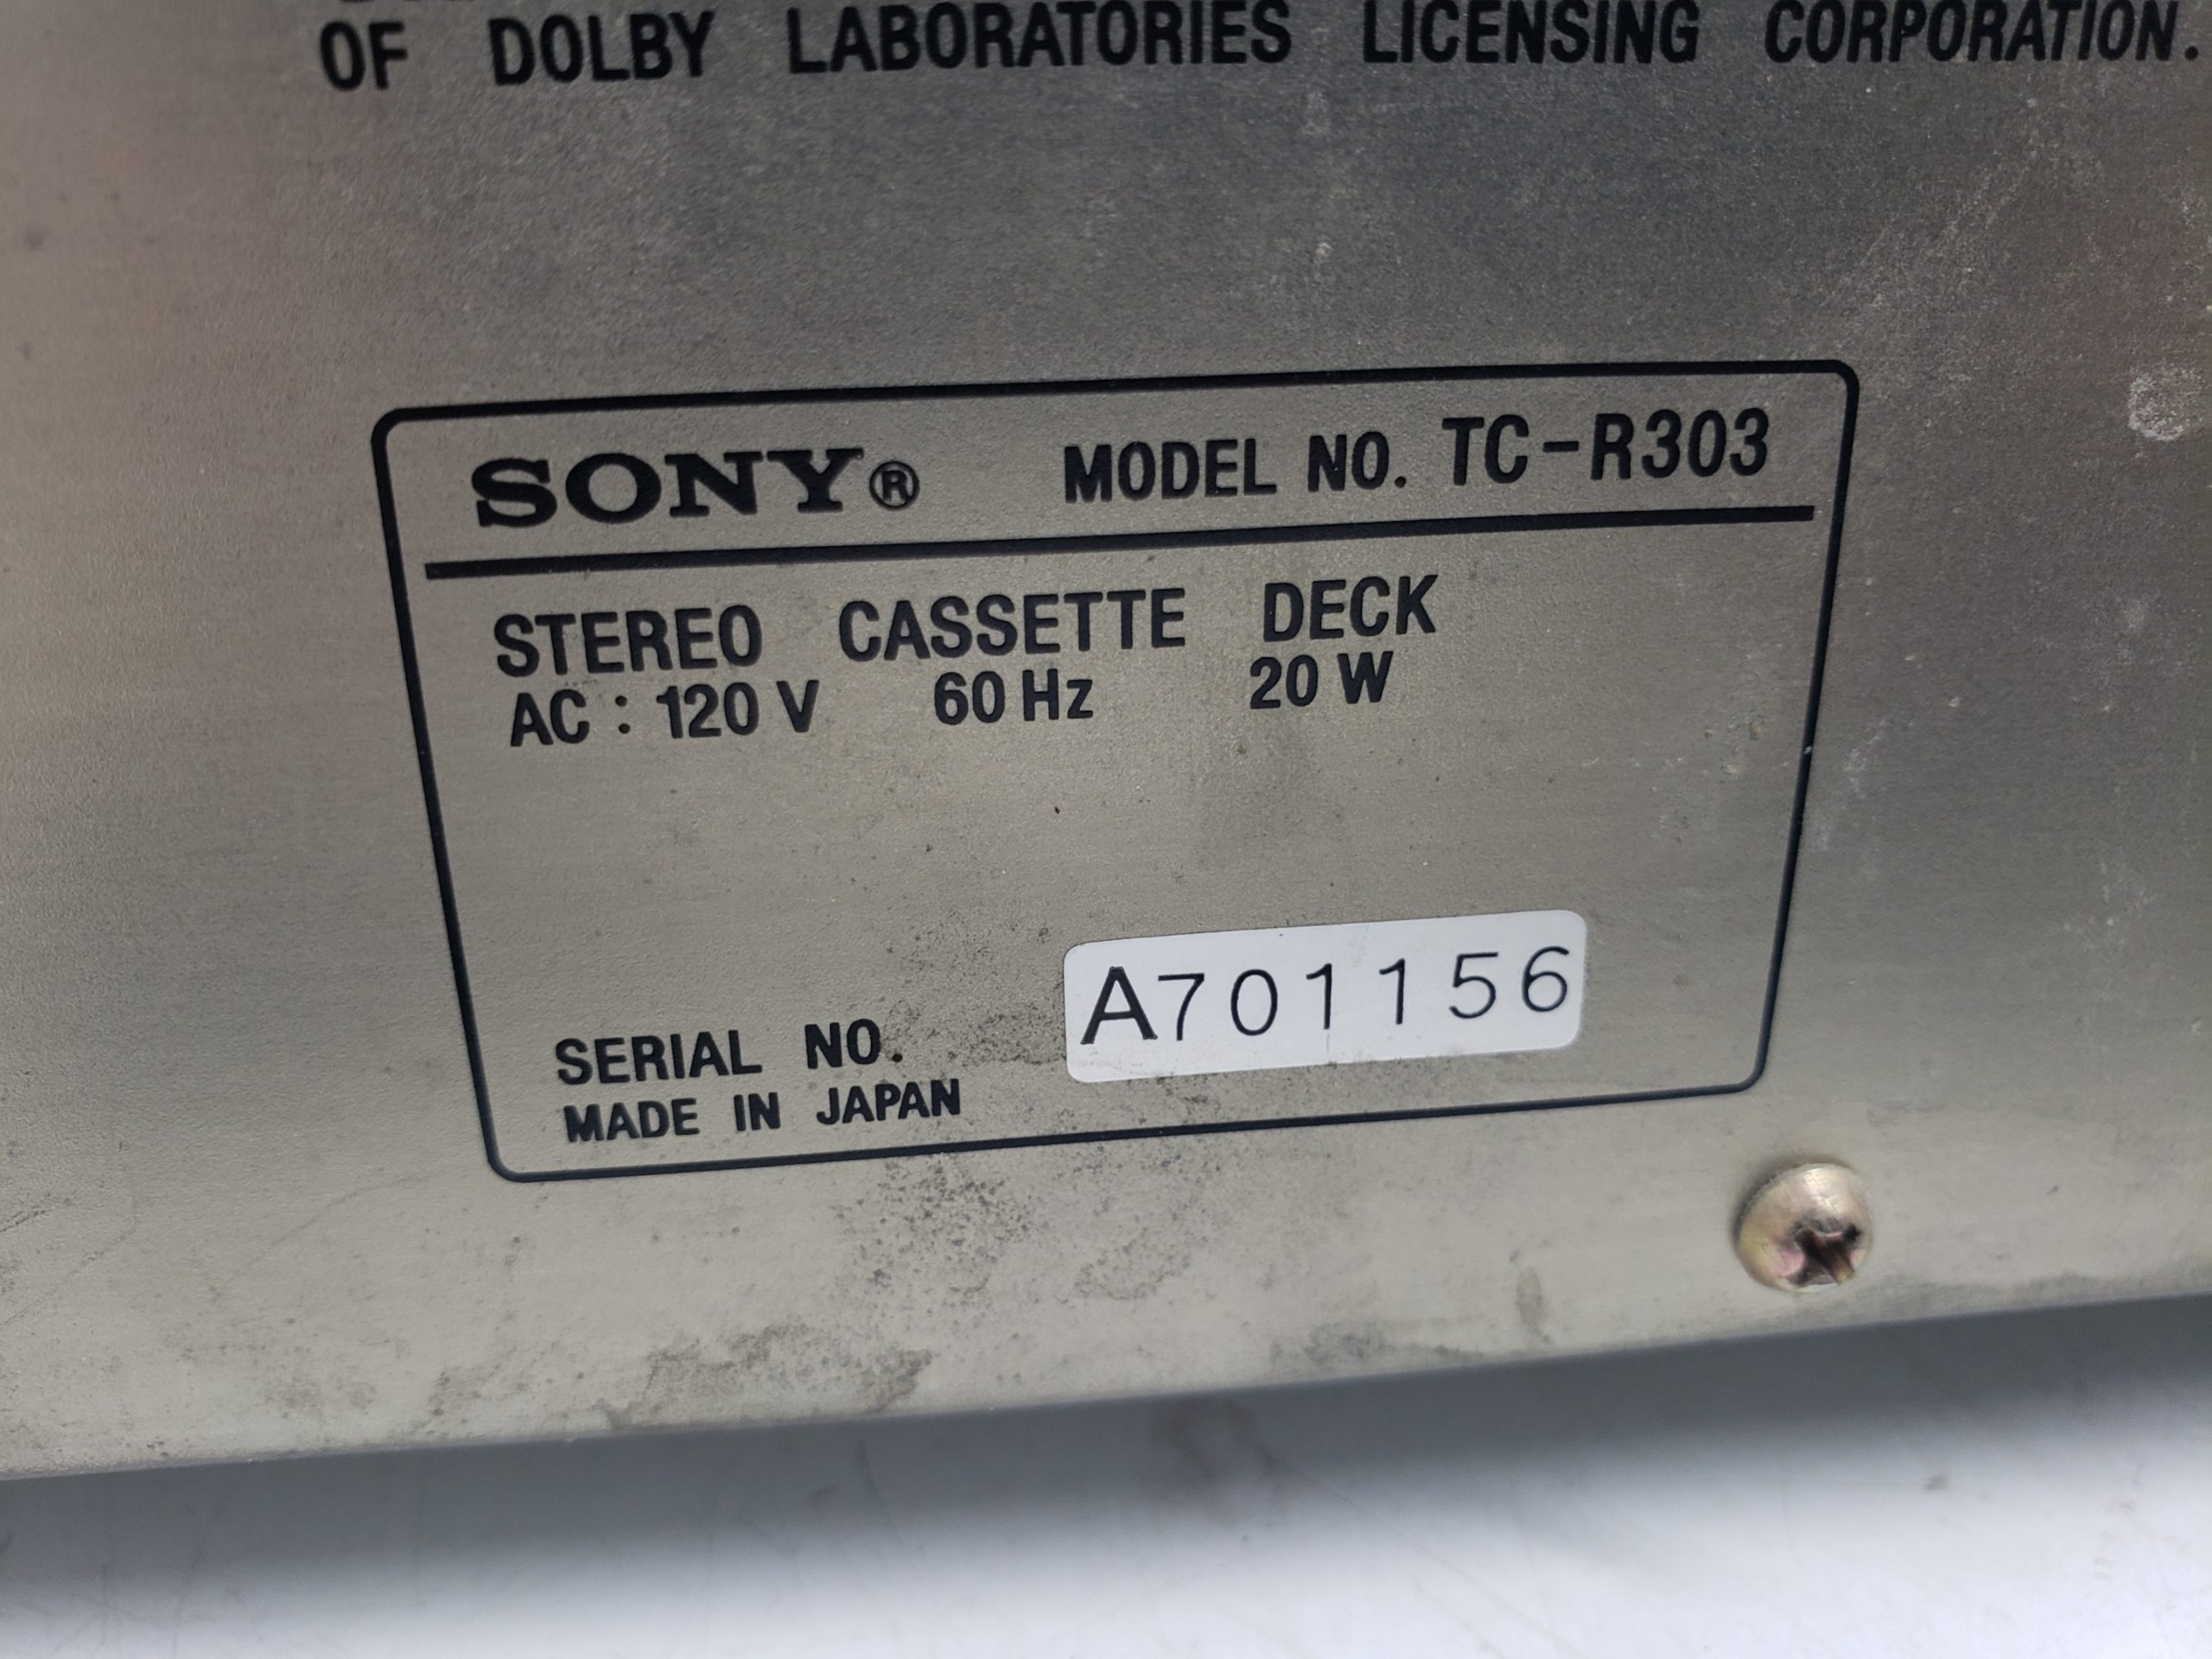 OF DOLBY LABORATORIES LICENSING CORPORATION.
SONY® MODEL NO. TC-R303
STEREO CASSETTE DECK
AC : 120 V 60 Hz 20 W
SERIAL NO. A701156
MADE IN JAPAN